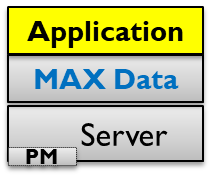 Application
MAX Data
Server
PM